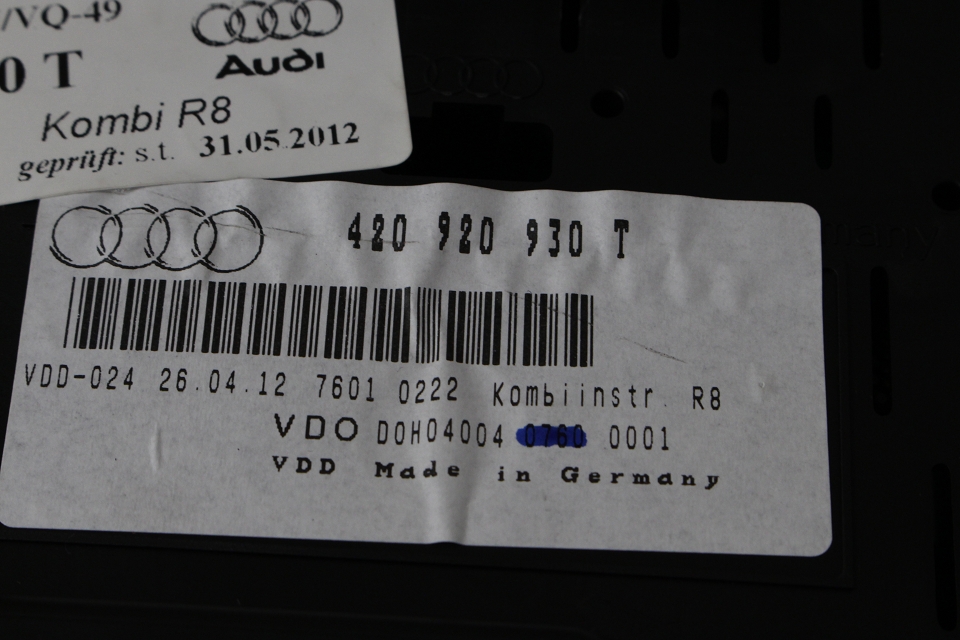 /VQ-49
0 T
Audi
Kombi R8
geprüft: s.t. 31.05.2012
420 920 930 T
VDD-024 26.04.12 7601 0222 Kombiinstr. R8
VDO DOH04004 0760 0001
VDD Made in Germany